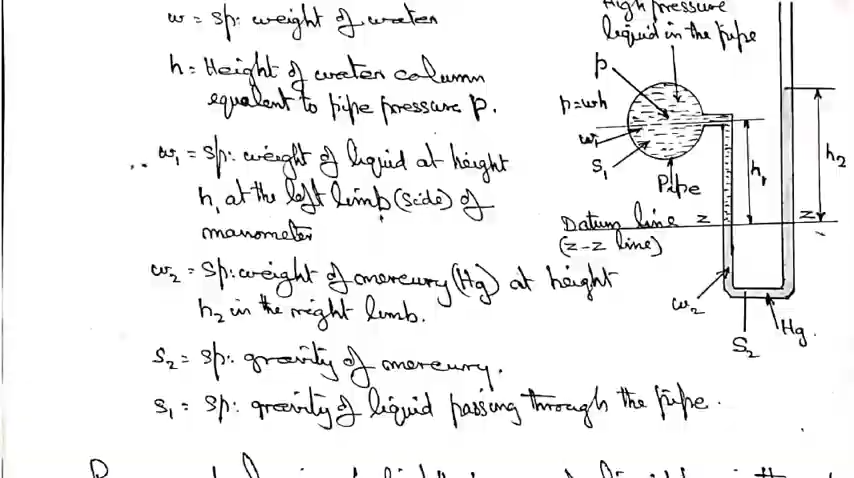 w = sp: weight of water
h = Height of water column
equalent to pipe pressure p.
w₁ = sp: weight of liquid at height
h₁ at the left limb (side) of
manometer
w₂ = sp: weight of mercury (Hg) at height
h₂ in the right limb.
S₂ = sp: gravity of mercury.
S₁ = sp: gravity of liquid passing through the pipe.
High pressure
liquid in the pipe
p
p=wh
w₁
S₁
Pipe
h₁
h₂
Datum line z z
(z-z line)
w₂
Hg.
S₂